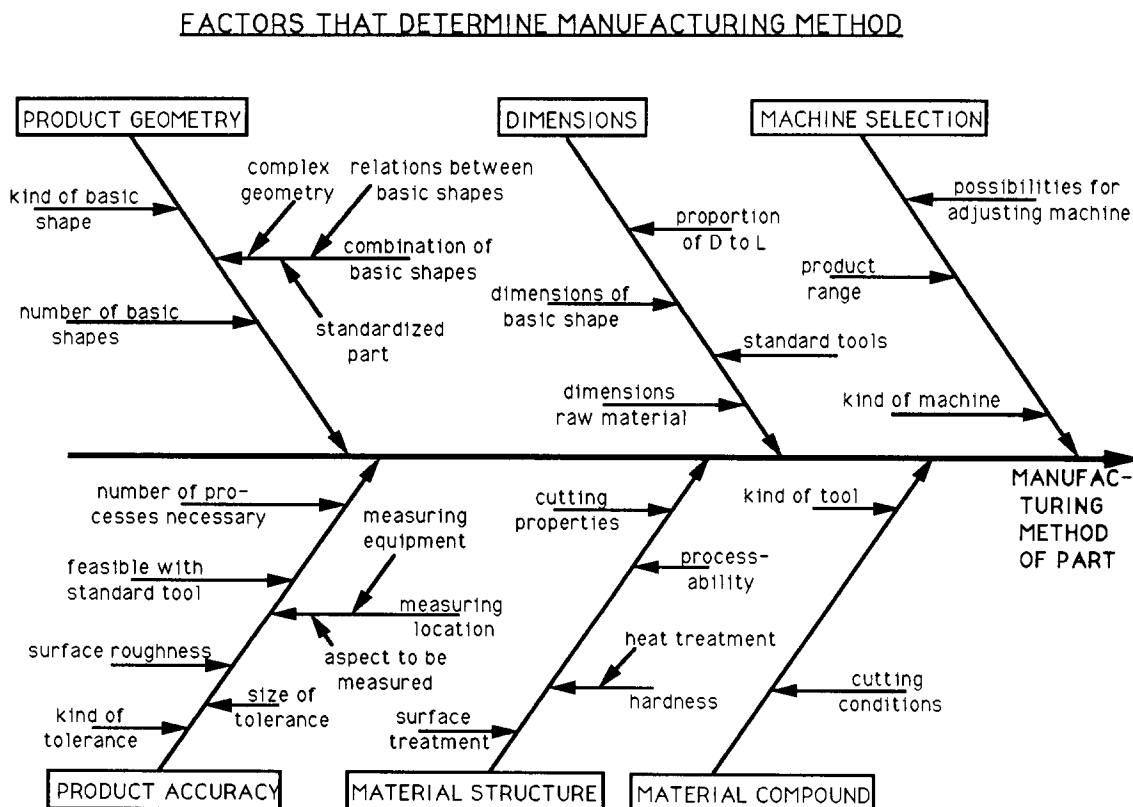 FACTORS THAT DETERMINE MANUFACTURING METHOD
PRODUCT GEOMETRY
DIMENSIONS
MACHINE SELECTION
kind of basic
shape
complex
geometry
relations between
basic shapes
combination of
basic shapes
number of basic
shapes
standardized
part
proportion
of D to L
dimensions of
basic shape
standard tools
dimensions
raw material
possibilities for
adjusting machine
product
range
kind of machine
MANUFAC-
TURING
METHOD
OF PART
number of pro-
cesses necessary
measuring
equipment
feasible with
standard tool
measuring
location
surface roughness
aspect to be
measured
size of
tolerance
kind of
tolerance
cutting
properties
process-
ability
heat treatment
hardness
surface
treatment
kind of tool
cutting
conditions
PRODUCT ACCURACY
MATERIAL STRUCTURE
MATERIAL COMPOUND